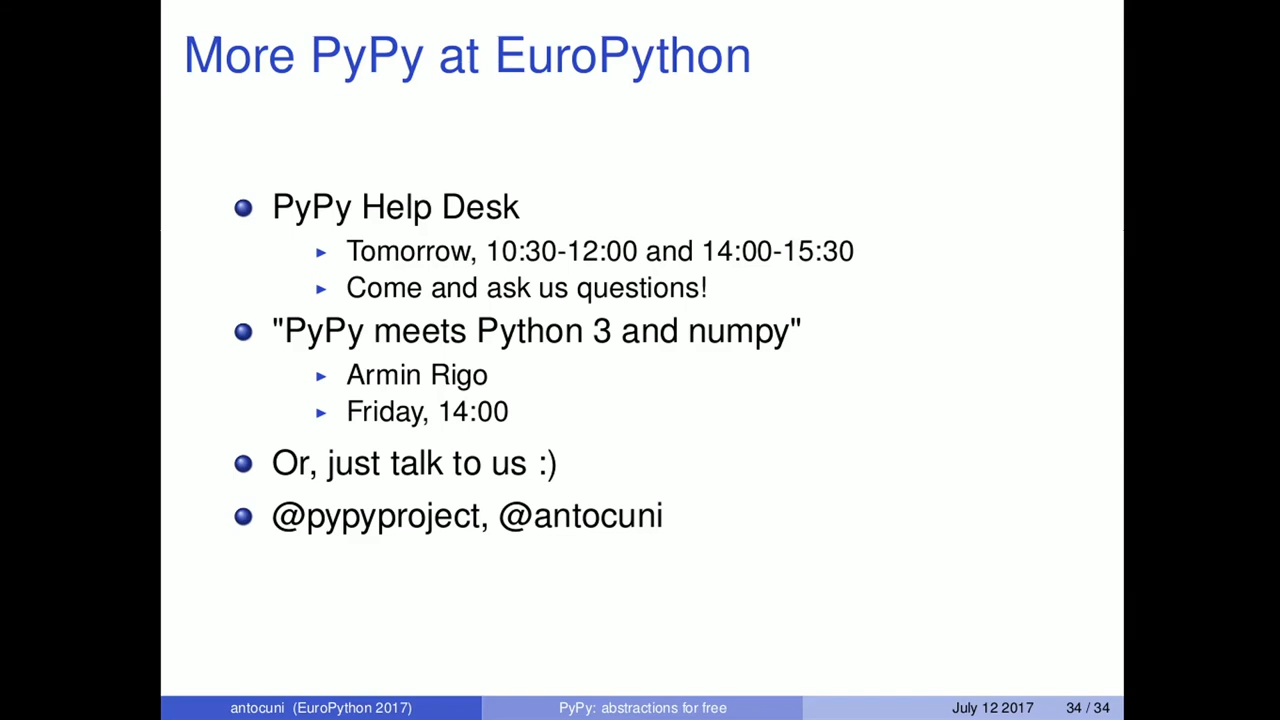 More PyPy at EuroPython
PyPy Help Desk
Tomorrow, 10:30-12:00 and 14:00-15:30
Come and ask us questions!
"PyPy meets Python 3 and numpy"
Armin Rigo
Friday, 14:00
Or, just talk to us :)
@pypyproject, @antocuni
antocuni (EuroPython 2017) PyPy: abstractions for free July 12 2017 34 / 34